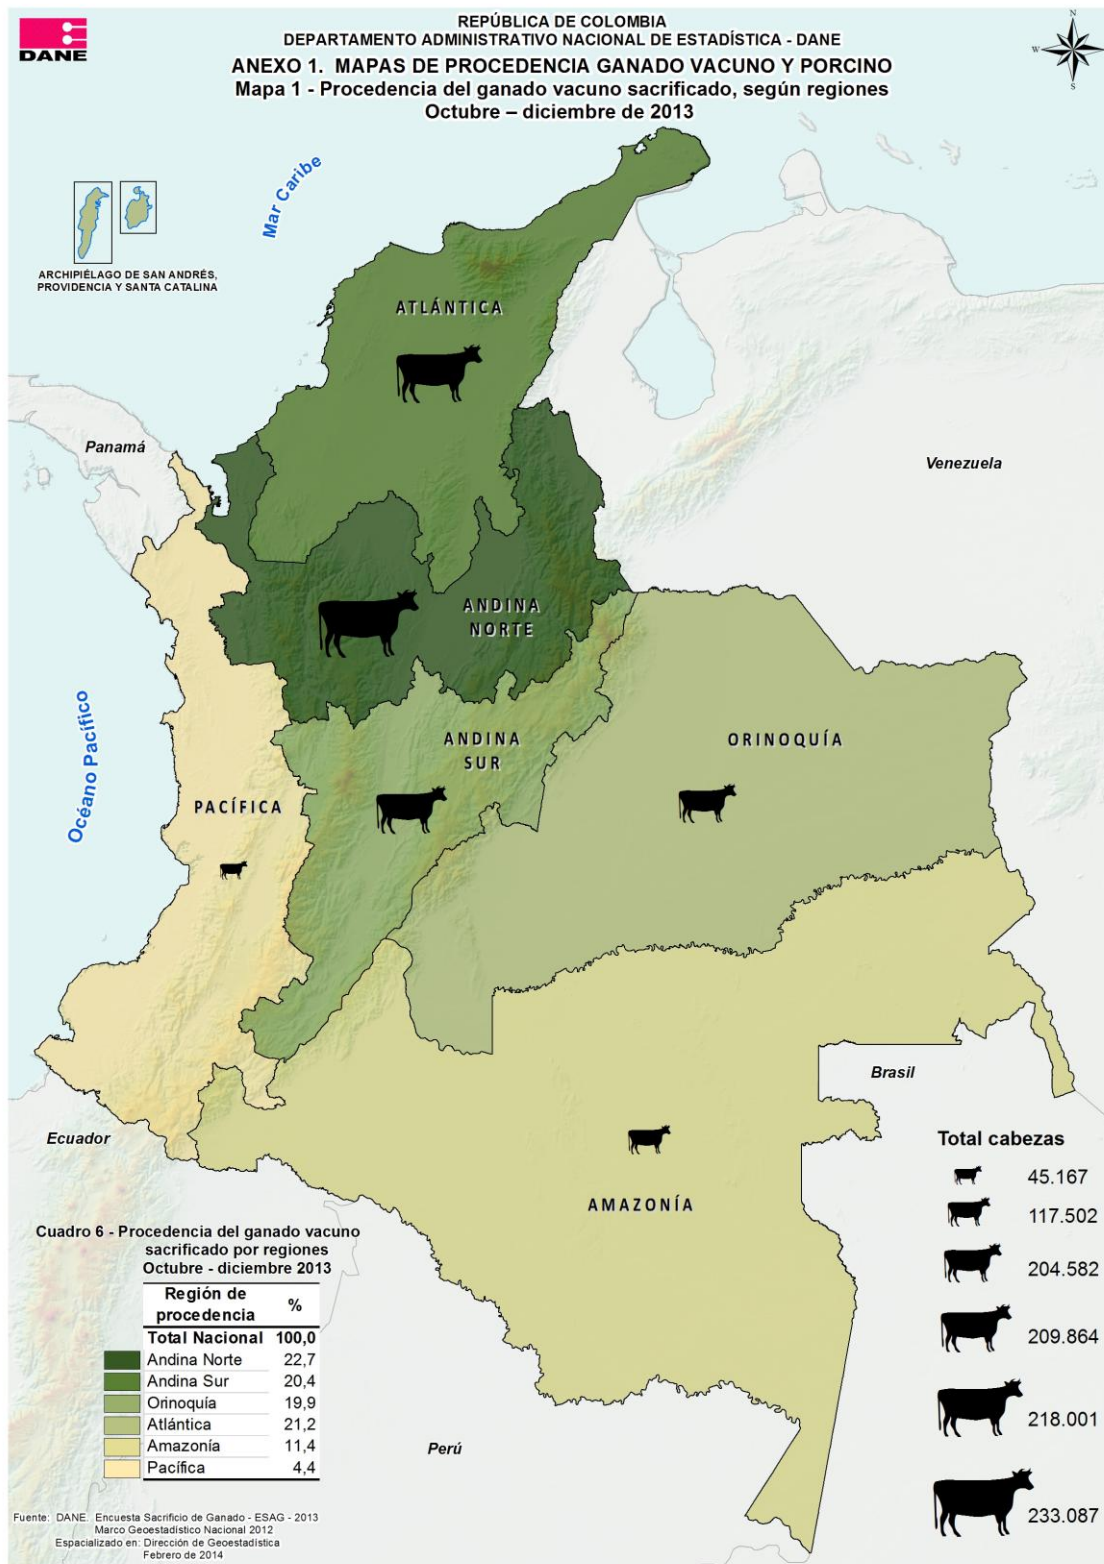 DANE
REPÚBLICA DE COLOMBIA
DEPARTAMENTO ADMINISTRATIVO NACIONAL DE ESTADÍSTICA - DANE
ANEXO 1. MAPAS DE PROCEDENCIA GANADO VACUNO Y PORCINO
Mapa 1 - Procedencia del ganado vacuno sacrificado, según regiones
Octubre – diciembre de 2013
N
W E
S
Mar Caribe
ARCHIPIÉLAGO DE SAN ANDRÉS,
PROVIDENCIA Y SANTA CATALINA
ATLÁNTICA
Panamá
Venezuela
ANDINA
NORTE
Océano Pacífico
ANDINA
SUR
ORINOQUÍA
PACÍFICA
Brasil
Ecuador
AMAZONÍA
Perú
Total cabezas
45.167
117.502
204.582
209.864
218.001
233.087
Cuadro 6 - Procedencia del ganado vacuno
sacrificado por regiones
Octubre - diciembre 2013
Región de
procedencia %
Total Nacional 100,0
Andina Norte 22,7
Andina Sur 20,4
Orinoquía 19,9
Atlántica 21,2
Amazonía 11,4
Pacífica 4,4
Fuente: DANE. Encuesta Sacrificio de Ganado - ESAG - 2013
Marco Geoestadístico Nacional 2012
Espacializado en: Dirección de Geoestadística
Febrero de 2014